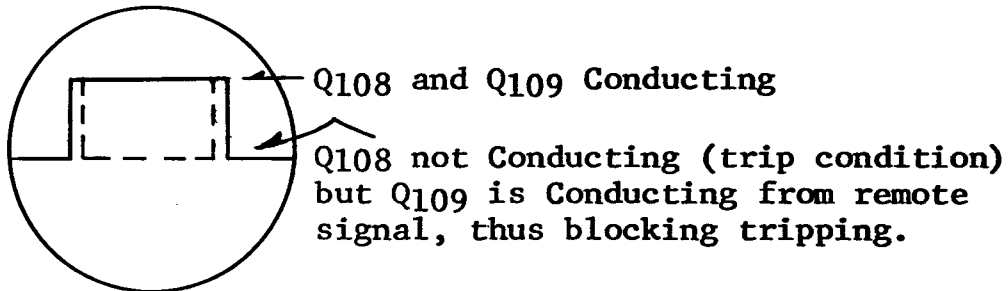 Q108 and Q109 Conducting
Q108 not Conducting (trip condition)
but Q109 is Conducting from remote
signal, thus blocking tripping.